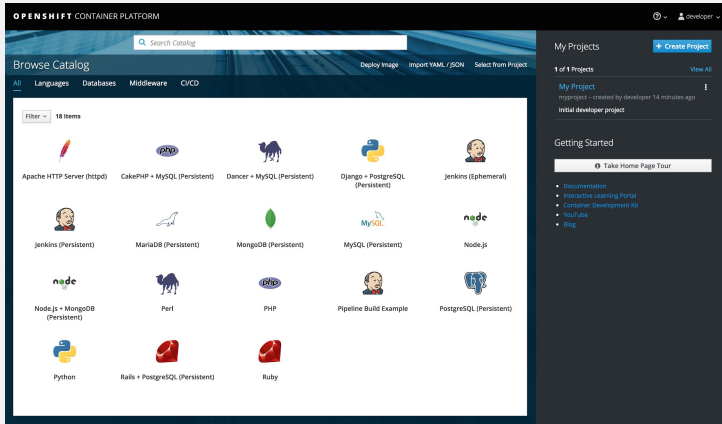 OPENSHIFT CONTAINER PLATFORM
developer
Search Catalog
Browse Catalog
Deploy Image Import YAML / JSON Select from Project
All Languages Databases Middleware CI/CD
Filter 18 Items
php
Apache HTTP Server (httpd) CakePHP + MySQL (Persistent) Dancer + MySQL (Persistent) Django + PostgreSQL (Persistent) Jenkins (Ephemeral)
MySQL node
Jenkins (Persistent) MariaDB (Persistent) MongoDB (Persistent) MySQL (Persistent) Node.js
node php
Node.js + MongoDB (Persistent) Perl PHP Pipeline Build Example PostgreSQL (Persistent)
Python Rails + PostgreSQL (Persistent) Ruby
My Projects
+ Create Project
1 of 1 Projects View All
My Project
myproject - created by developer 14 minutes ago
Initial developer project
Getting Started
Take Home Page Tour
Documentation
Interactive Learning Portal
Container Development Kit
YouTube
Blog